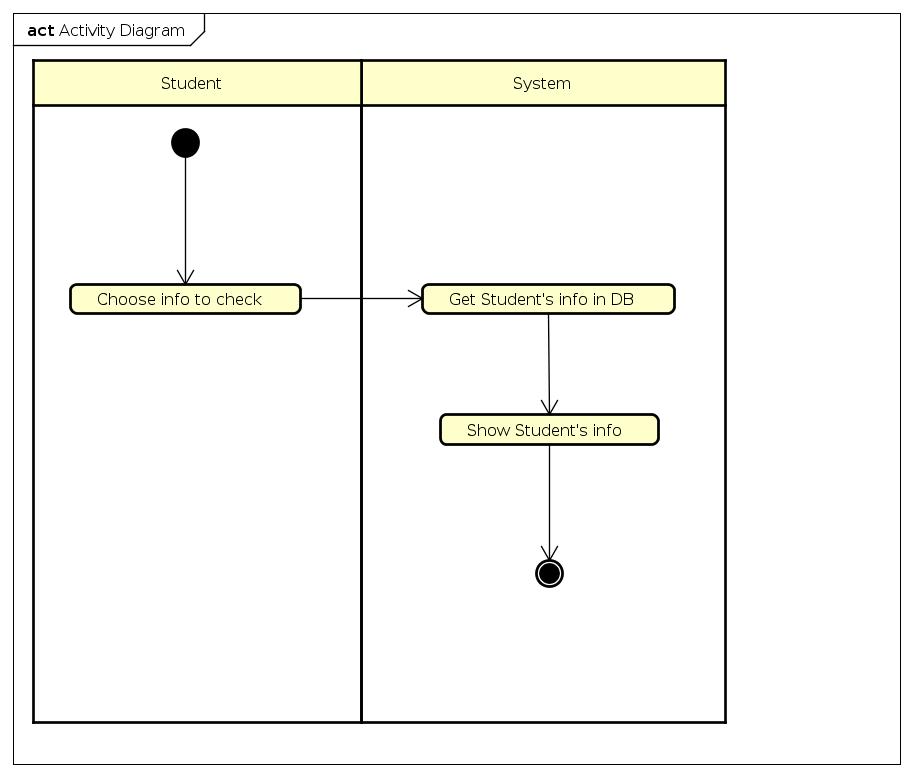 act Activity Diagram
Student
System
Choose info to check
Get Student's info in DB
Show Student's info